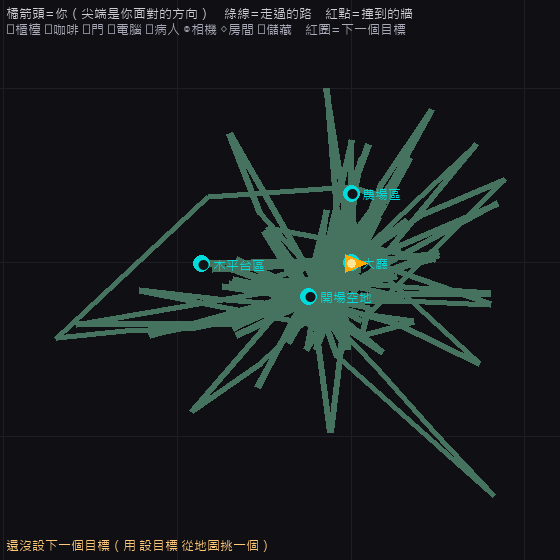 橘箭頭=你（尖端是你面對的方向） 綠線=走過的路 紅點=撞到的牆
▯櫃檯 ▯咖啡 ▯門 ▯電腦 ▯病人 ⊙相機 ◇房間 ▯儲藏 紅圈=下一個目標
農場區
木平台區
大廳
開場空地
還沒設下一個目標（用 設目標 從地圖挑一個）